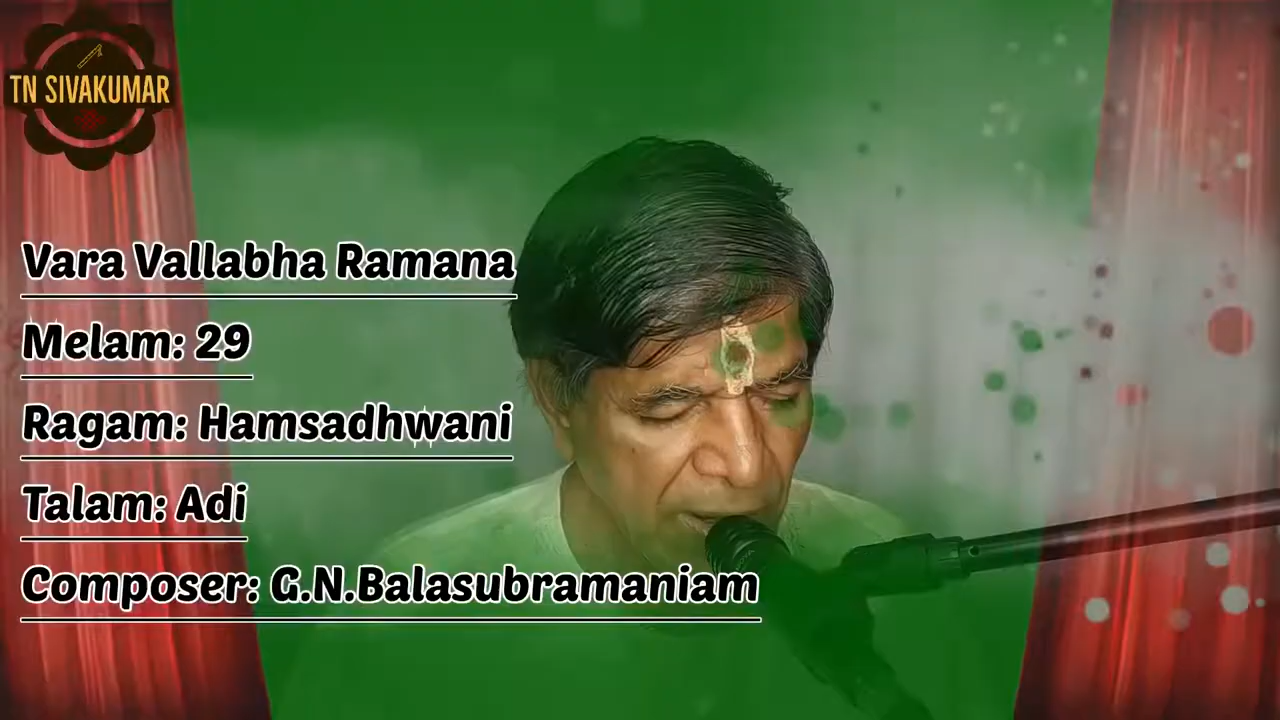 TN SIVAKUMAR
Vara Vallabha Ramana
Melam: 29
Ragam: Hamsadhwani
Talam: Adi
Composer: G.N.Balasubramaniam